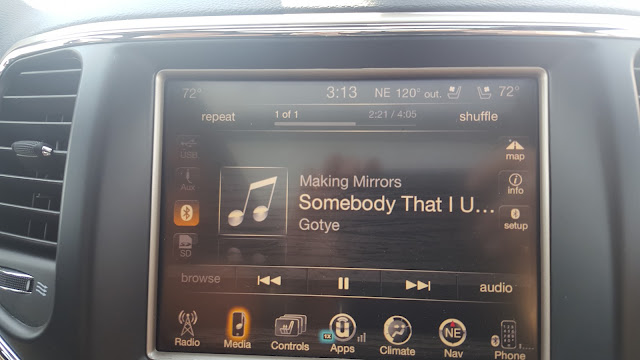 72° 3:13 NE 120° out. 72°
repeat 1 of 1 2:21 / 4:05 shuffle
USB
Aux
SD
Making Mirrors
Somebody That I U...
Gotye
map
info
setup
browse audio
Radio Media Controls 1X Apps Climate NE Nav Phone